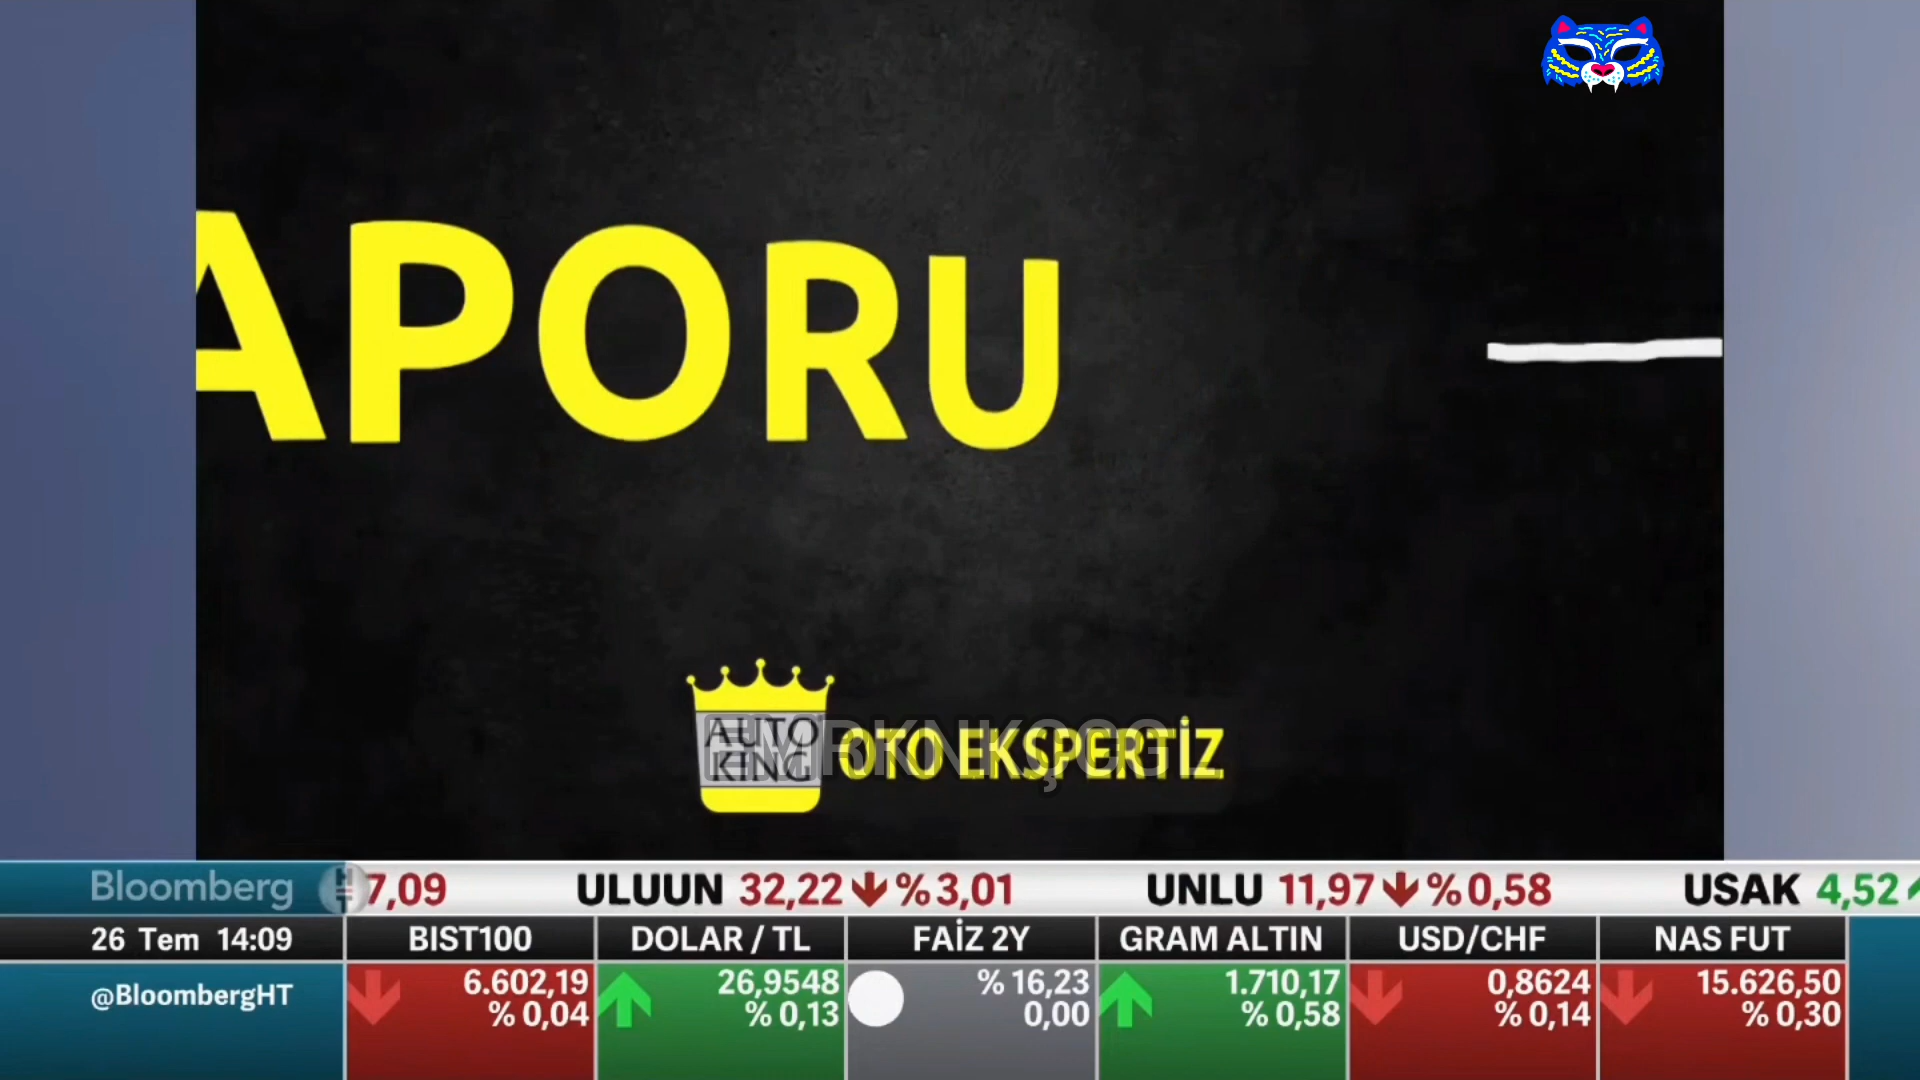 APORU
AUTO
KING
OTO EKSPERTİZ
Bloomberg HT
7,09 ULUUN 32,22 %3,01 UNLU 11,97 %0,58 USAK 4,52
26 Tem 14:09 BIST100 DOLAR / TL FAİZ 2Y GRAM ALTIN USD/CHF NAS FUT
@BloombergHT 6.602,19 26,9548 % 16,23 1.710,17 0,8624 15.626,50
% 0,04 % 0,13 0,00 % 0,58 % 0,14 % 0,30